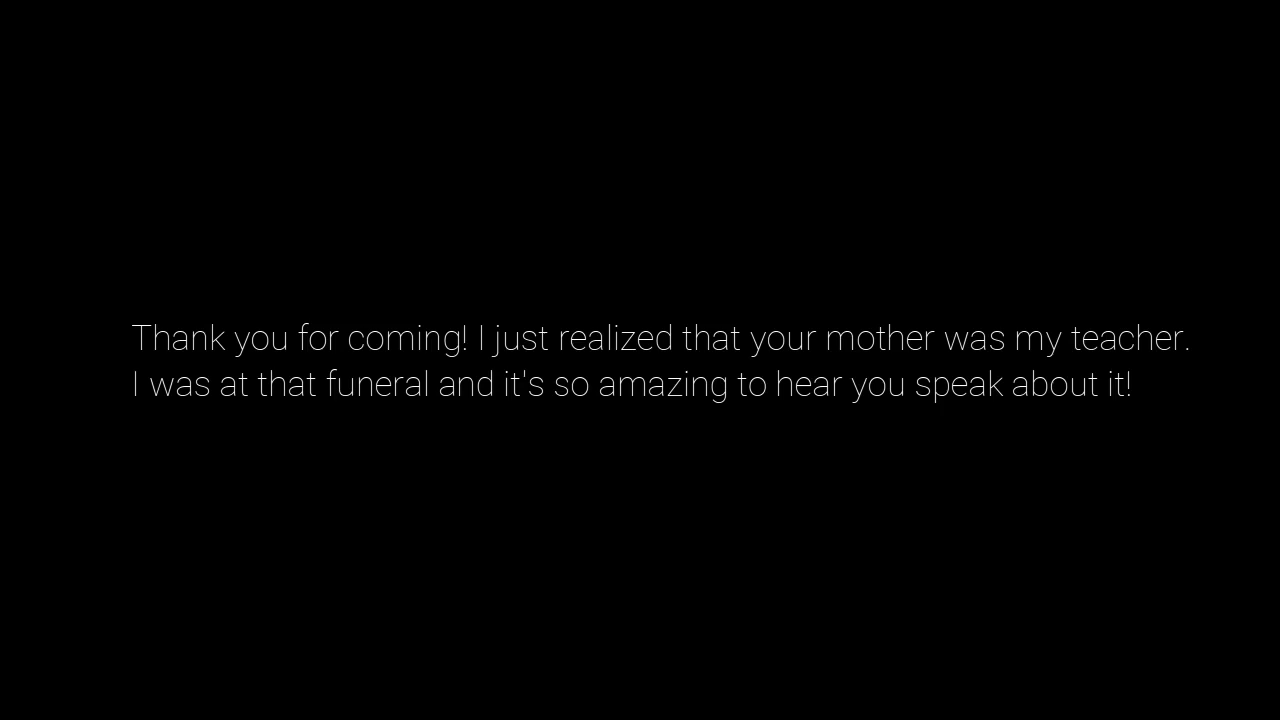 Thank you for coming! I just realized that your mother was my teacher.
I was at that funeral and it's so amazing to hear you speak about it!